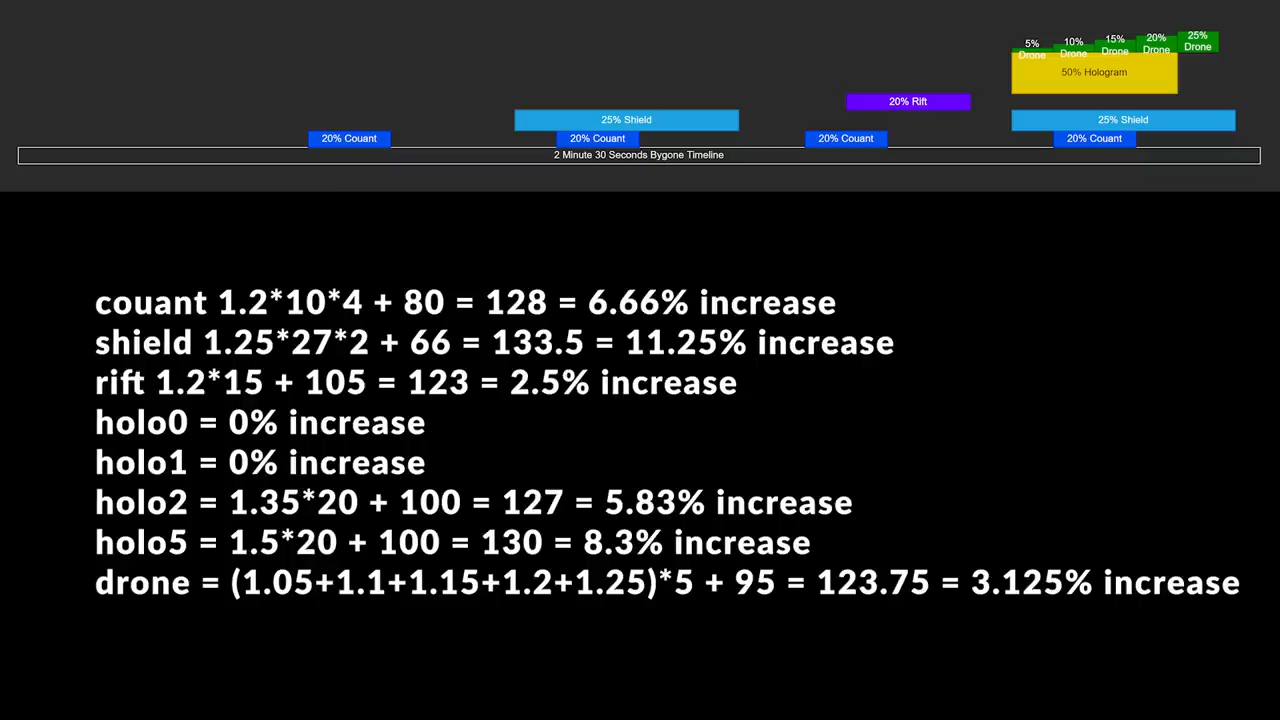 5% Drone
10% Drone
15% Drone
20% Drone
25% Drone
50% Hologram
20% Rift
25% Shield
25% Shield
20% Couant
20% Couant
20% Couant
20% Couant
2 Minute 30 Seconds Bygone Timeline
couant 1.2*10*4 + 80 = 128 = 6.66% increase
shield 1.25*27*2 + 66 = 133.5 = 11.25% increase
rift 1.2*15 + 105 = 123 = 2.5% increase
holo0 = 0% increase
holo1 = 0% increase
holo2 = 1.35*20 + 100 = 127 = 5.83% increase
holo5 = 1.5*20 + 100 = 130 = 8.3% increase
drone = (1.05+1.1+1.15+1.2+1.25)*5 + 95 = 123.75 = 3.125% increase